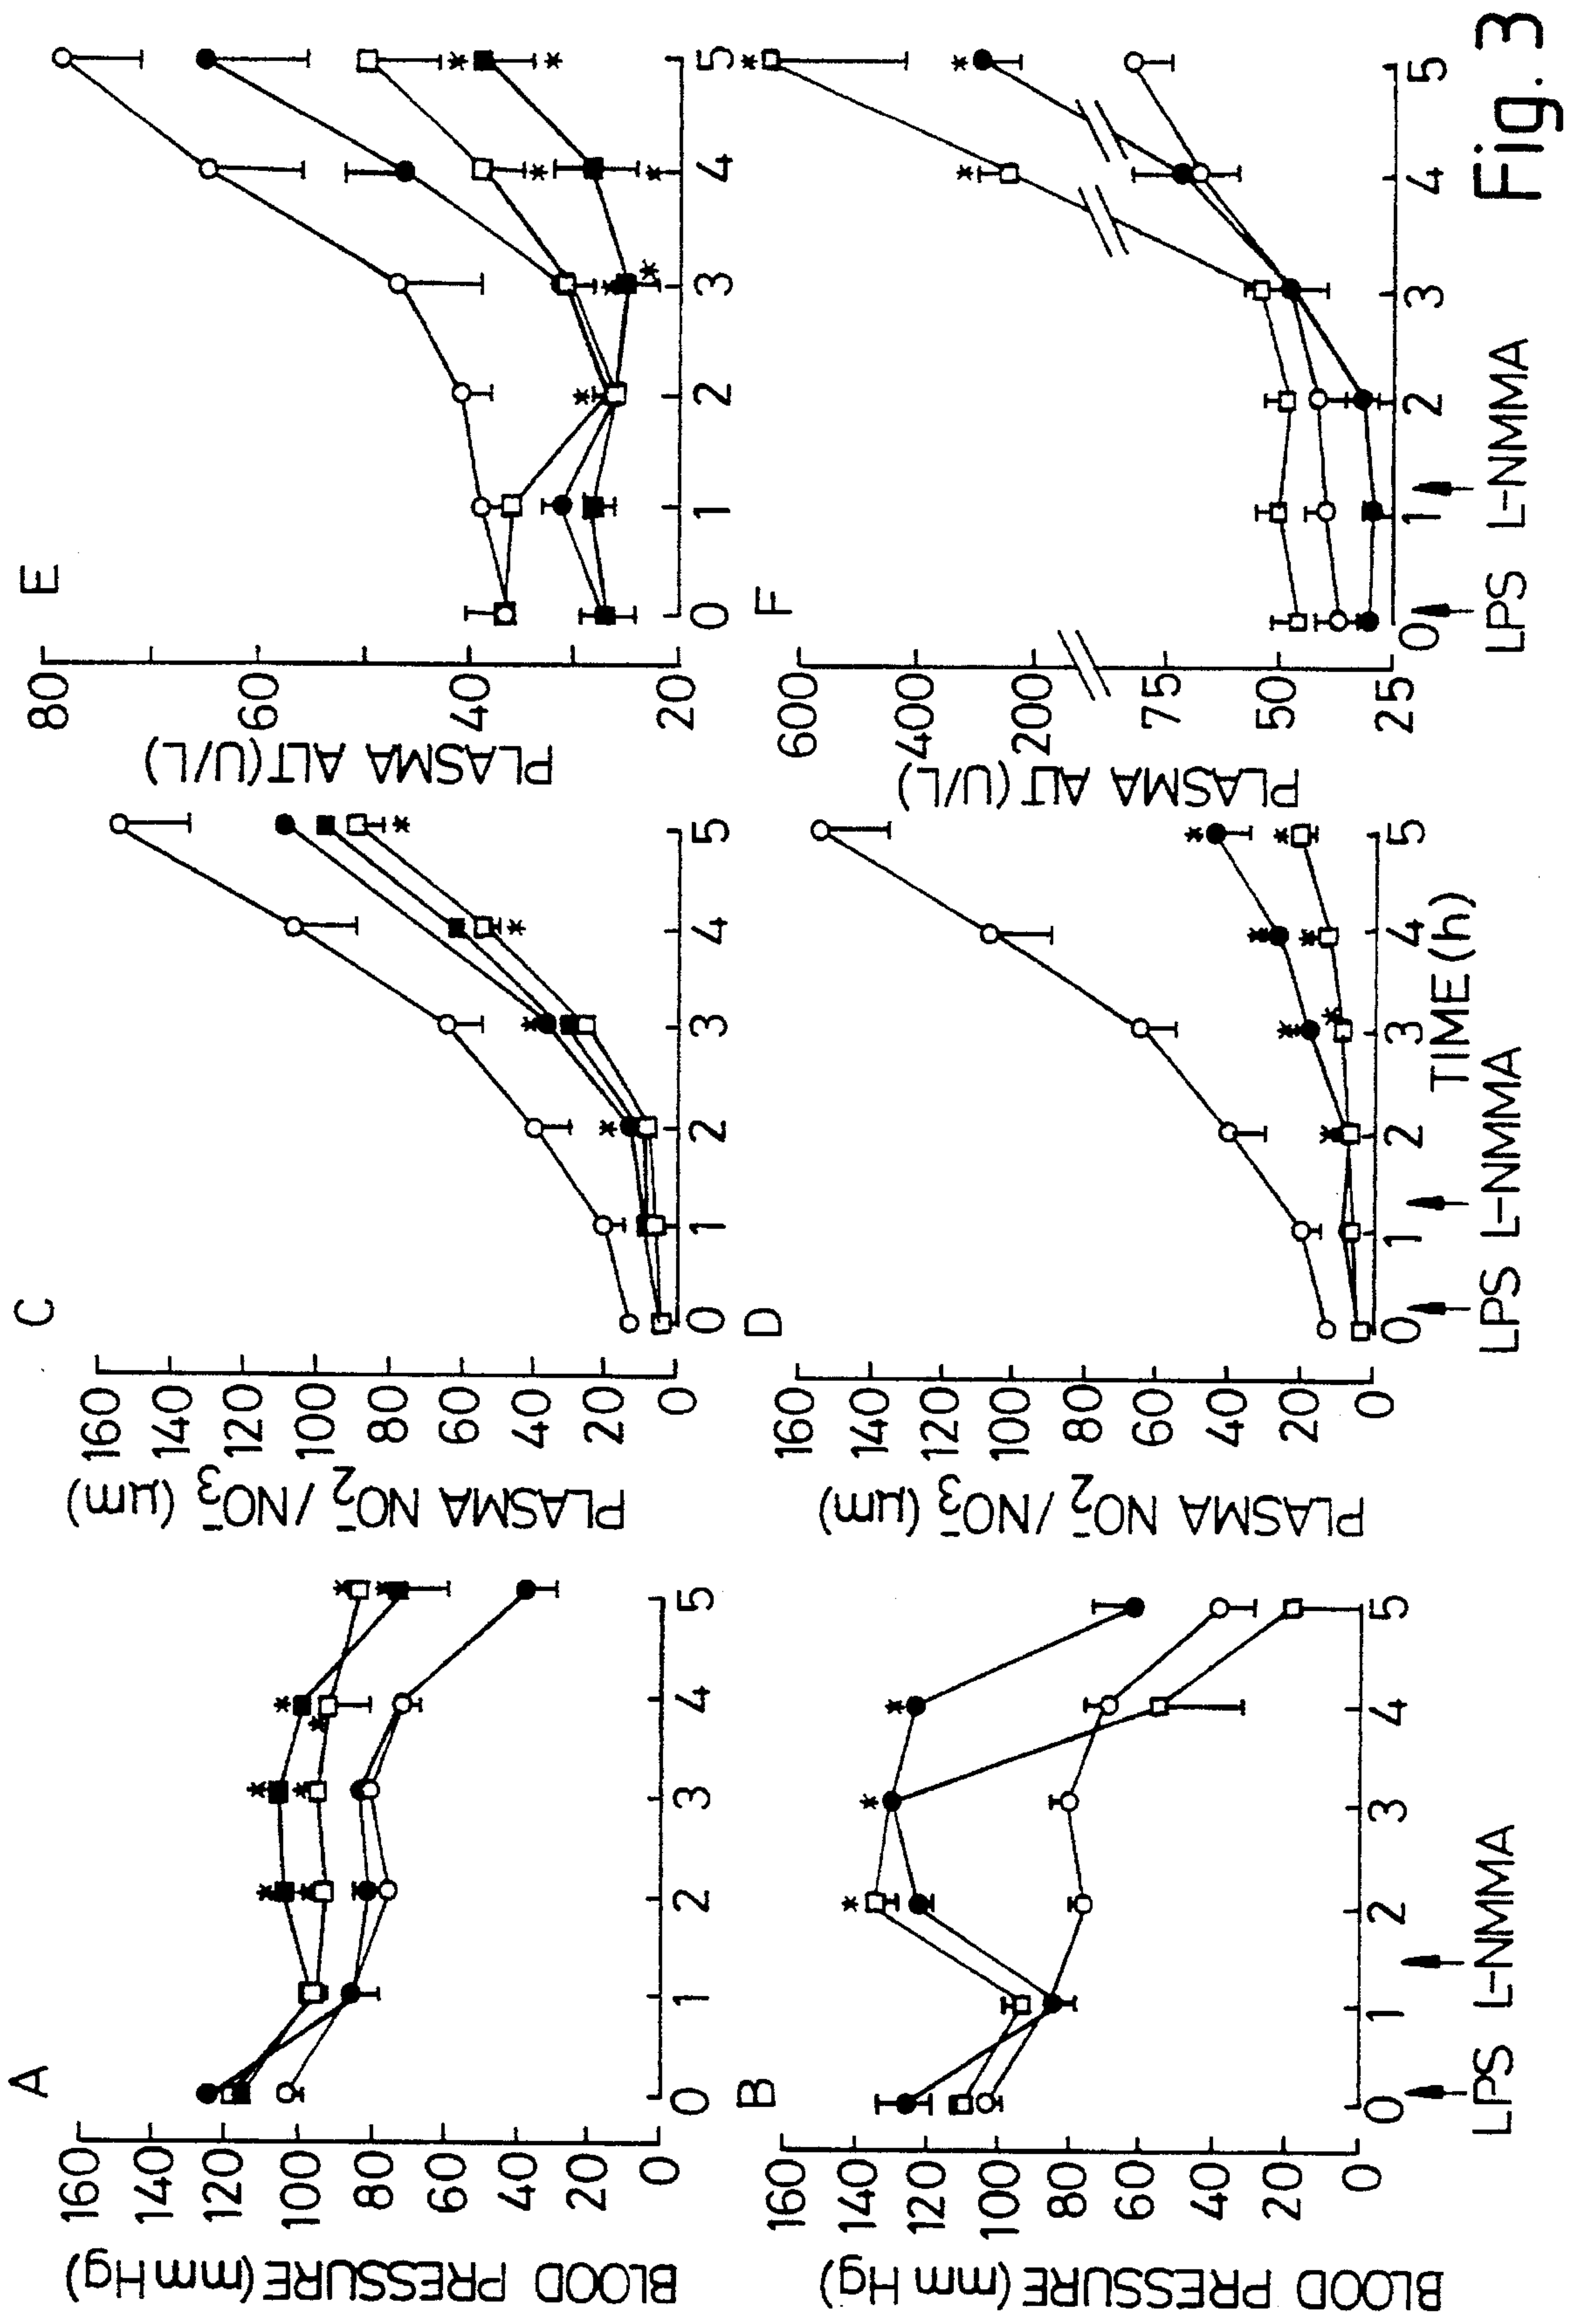 A
BLOOD PRESSURE (mm Hg)
160
140
120
100
80
60
40
20
0
0 1 2 3 4 5
C
PLASMA NO2⁻/NO3⁻ (µm)
160
140
120
100
80
60
40
20
0
0 1 2 3 4 5
E
PLASMA ALT (U/L)
80
60
40
20
0 1 2 3 4 5
B
BLOOD PRESSURE (mm Hg)
160
140
120
100
80
60
40
20
0
0 1 2 3 4 5
LPS L-NMMA
D
PLASMA NO2⁻/NO3⁻ (µm)
160
140
120
100
80
60
40
20
0
0 1 2 3 4 5
TIME (h)
LPS L-NMMA
F
PLASMA ALT (U/L)
600
400
200
75
50
25
0 1 2 3 4 5
LPS L-NMMA
Fig. 3